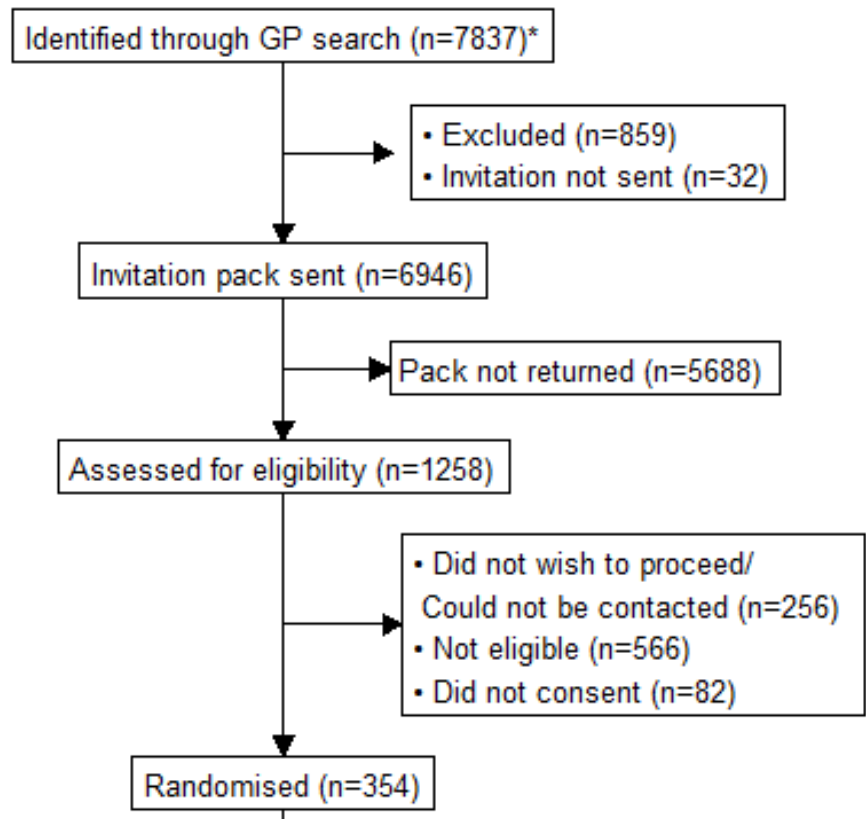 Identified through GP search (n=7837)*
• Excluded (n=859)
• Invitation not sent (n=32)
Invitation pack sent (n=6946)
Pack not returned (n=5688)
Assessed for eligibility (n=1258)
• Did not wish to proceed/
Could not be contacted (n=256)
• Not eligible (n=566)
• Did not consent (n=82)
Randomised (n=354)